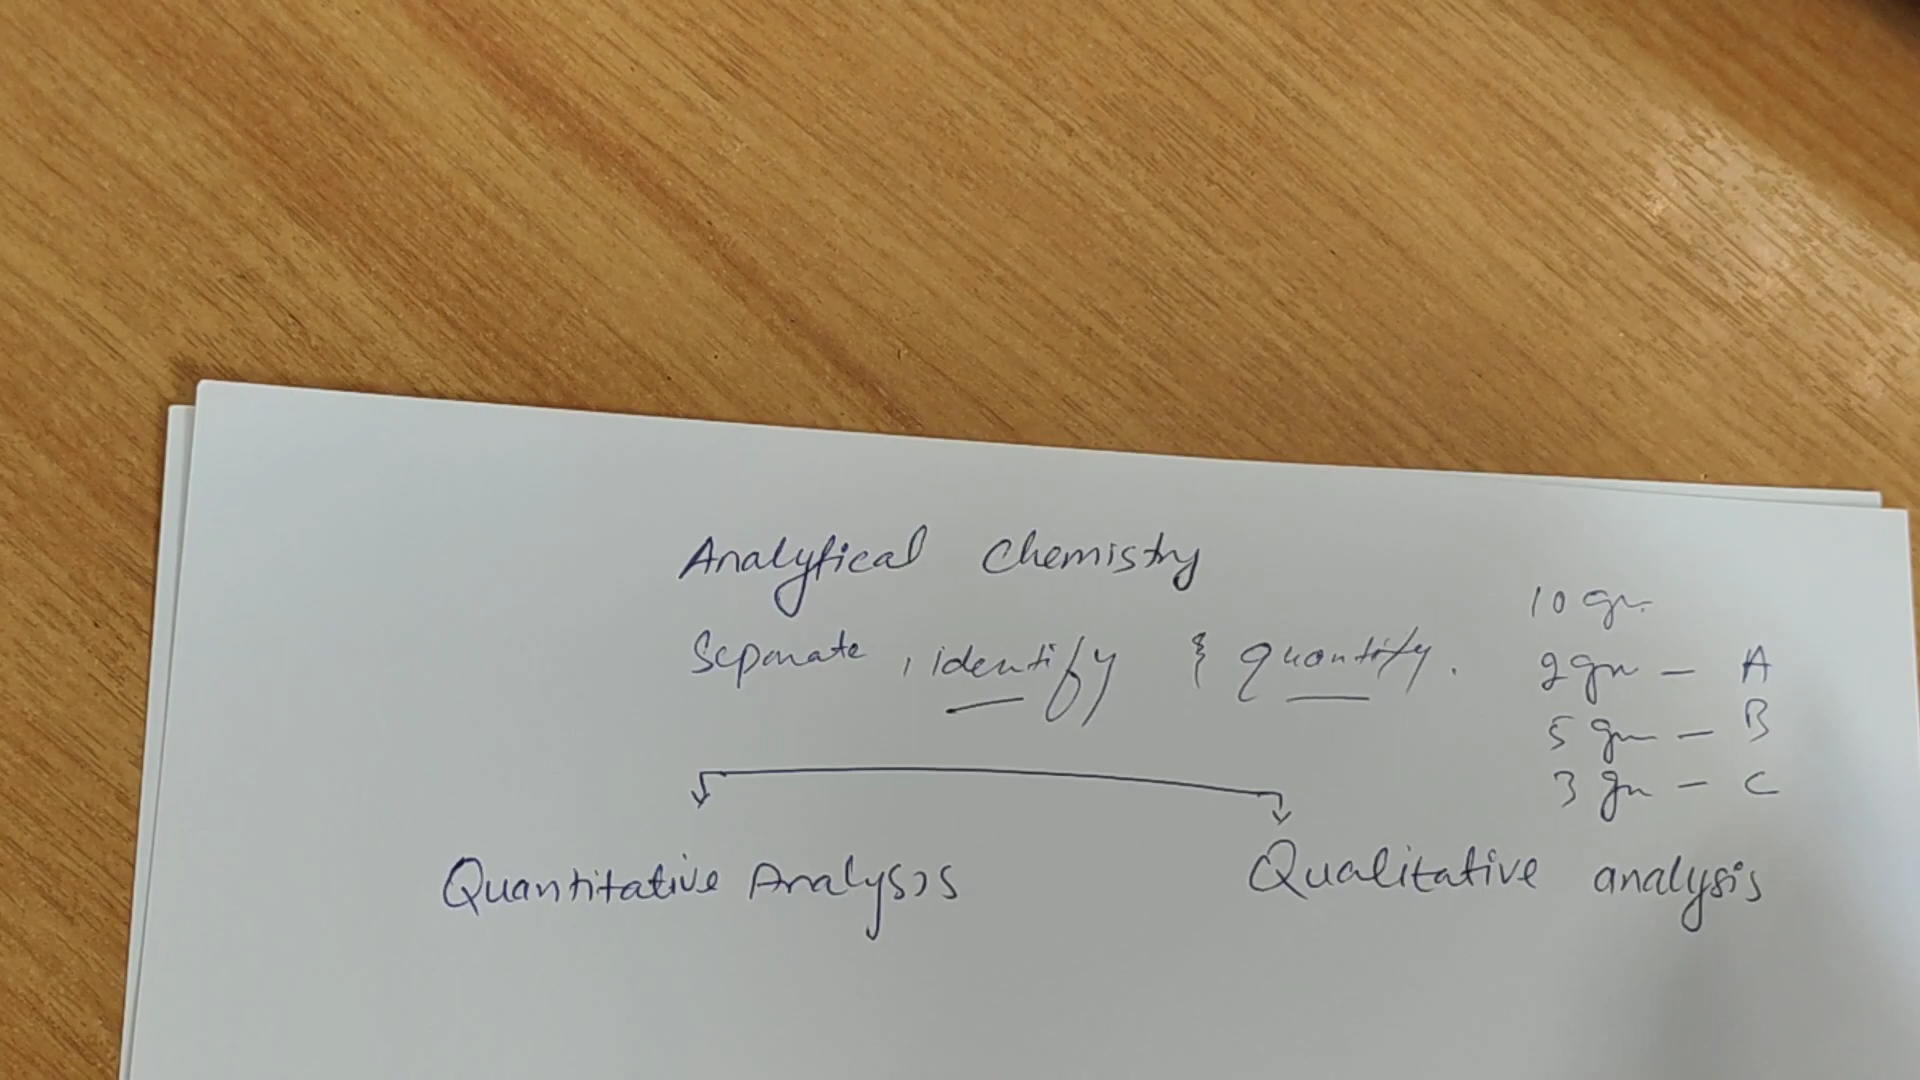 Analytical Chemistry
Separate , identify & quantify.
10 gm
2 gm - A
5 gm - B
3 gm - C
Quantitative Analysis
Qualitative analysis